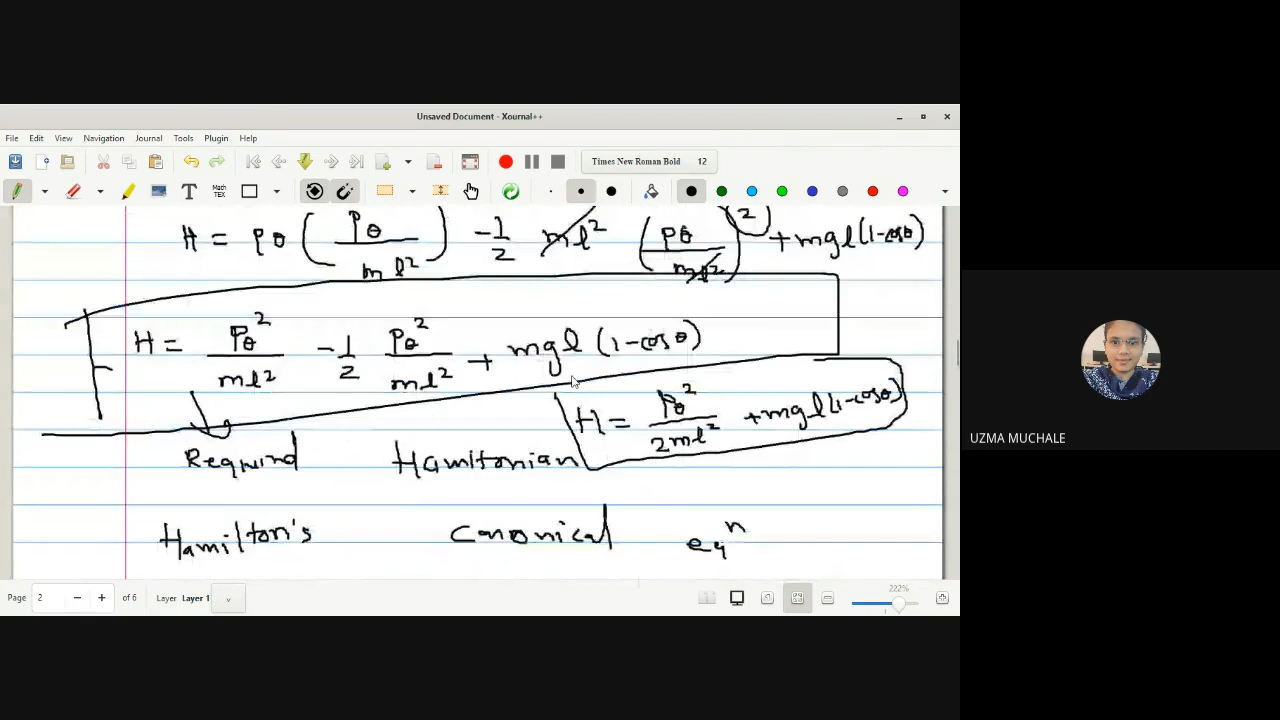 Unsaved Document - Xournal++
File Edit View Navigation Journal Tools Plugin Help
Times New Roman Bold 12
H = pθ (pθ / ml²) - 1/2 ml² (pθ / ml²)² + mgl(1-cosθ)
H = pθ² / ml² - 1/2 pθ² / ml² + mgl (1-cosθ)
H = pθ² / 2ml² + mgl(1-cosθ)
Hamiltonian
Hamilton's canonical eqⁿ
UZMA MUCHALE
Page 2 of 6 Layer Layer 1 222%